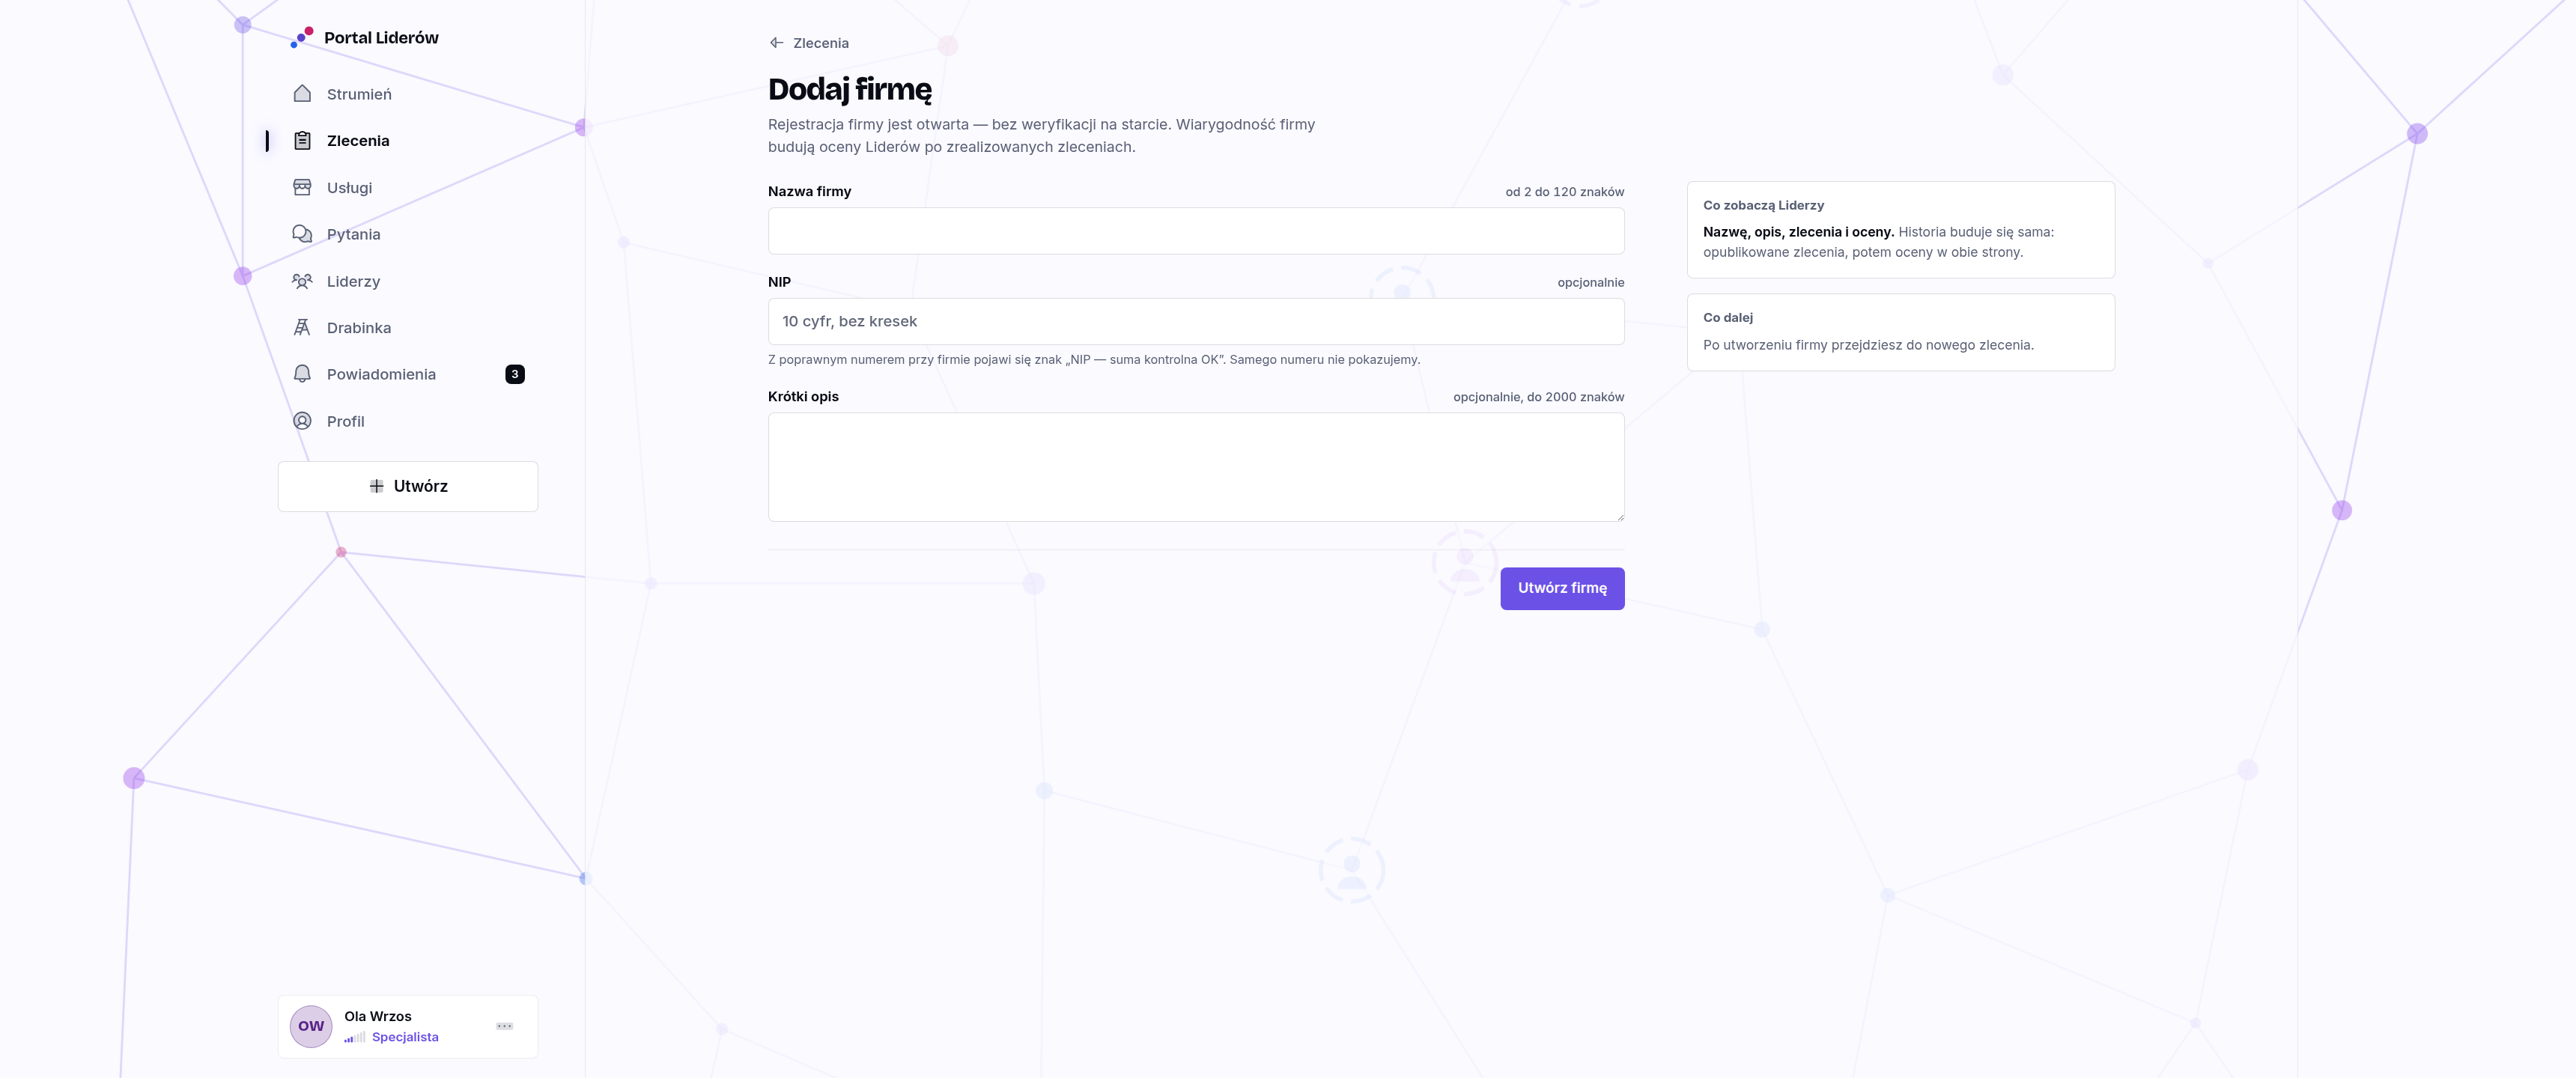 Portal Liderów
Strumień
Zlecenia
Usługi
Pytania
Liderzy
Drabinka
Powiadomienia 3
Profil
Utwórz
OW
Ola Wrzos
Specjalista
Zlecenia
Dodaj firmę
Rejestracja firmy jest otwarta — bez weryfikacji na starcie. Wiarygodność firmy
budują oceny Liderów po zrealizowanych zleceniach.
Nazwa firmy od 2 do 120 znaków
NIP opcjonalnie
10 cyfr, bez kresek
Z poprawnym numerem przy firmie pojawi się znak „NIP — suma kontrolna OK”. Samego numeru nie pokazujemy.
Krótki opis opcjonalnie, do 2000 znaków
Utwórz firmę
Co zobaczą Liderzy
Nazwę, opis, zlecenia i oceny. Historia buduje się sama:
opublikowane zlecenia, potem oceny w obie strony.
Co dalej
Po utworzeniu firmy przejdziesz do nowego zlecenia.